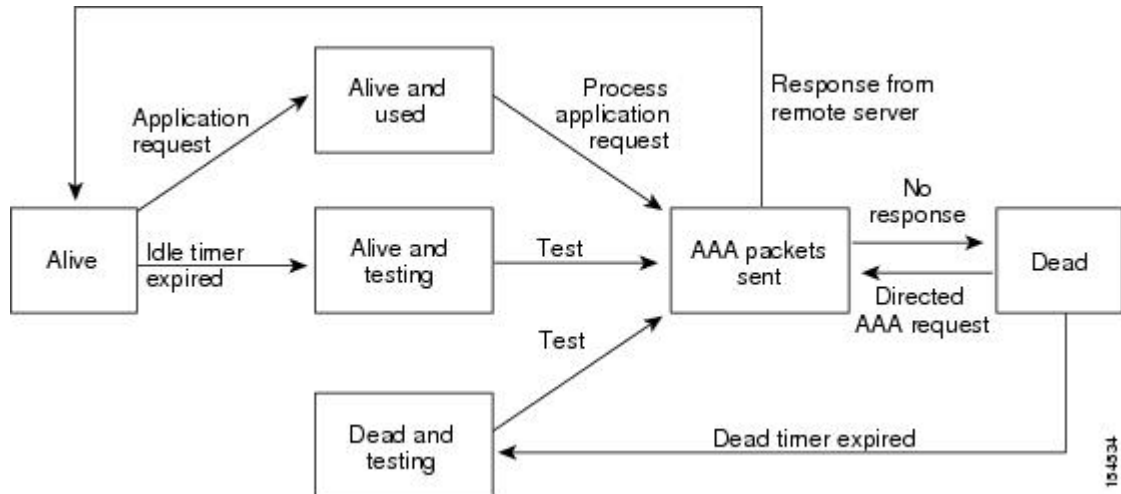 Alive and
used
Application
request
Process
application
request
Response from
remote server
Alive
Idle timer
expired
Alive and
testing
Test
AAA packets
sent
No
response
Directed
AAA request
Dead
Test
Dead and
testing
Dead timer expired
154534